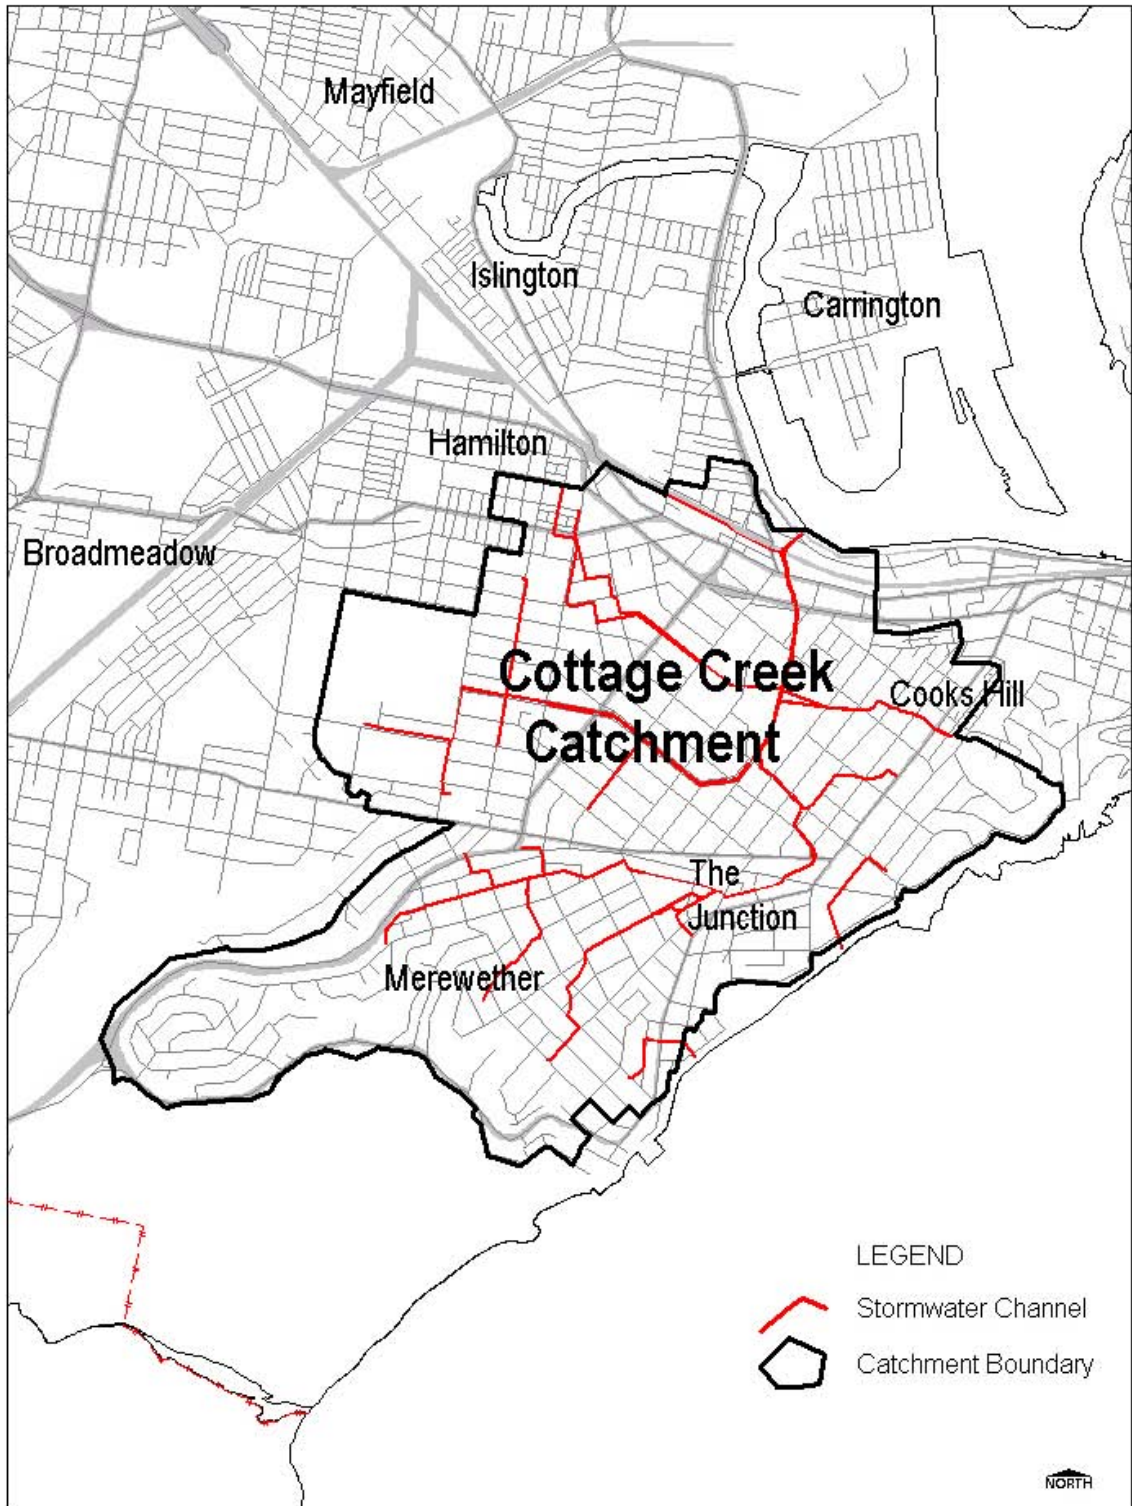 Mayfield
Islington
Carrington
Hamilton
Broadmeadow
Cottage Creek
Catchment
Cooks Hill
The
Junction
Merewether
LEGEND
Stormwater Channel
Catchment Boundary
NORTH